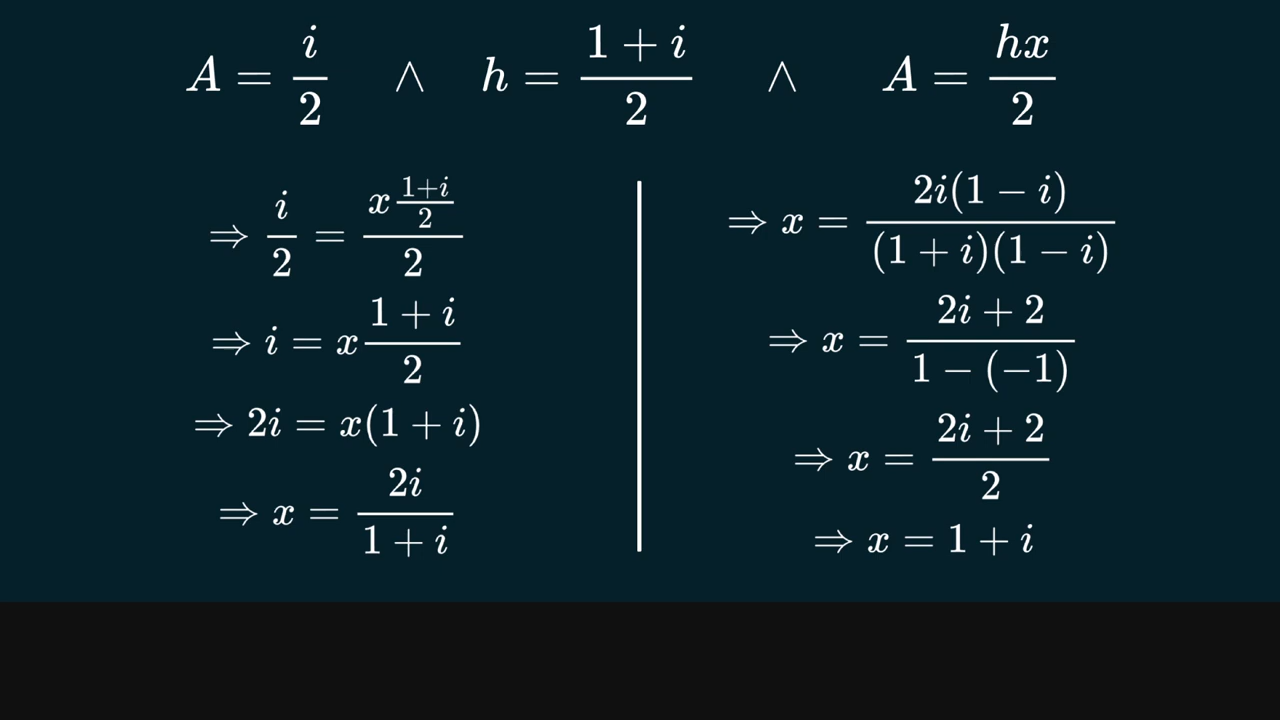 A = i/2 ∧ h = (1 + i)/2 ∧ A = hx/2
⇒ i/2 = (x (1+i)/2)/2
⇒ i = x (1 + i)/2
⇒ 2i = x(1 + i)
⇒ x = 2i/(1 + i)
⇒ x = 2i(1 − i)/((1 + i)(1 − i))
⇒ x = (2i + 2)/(1 − (−1))
⇒ x = (2i + 2)/2
⇒ x = 1 + i